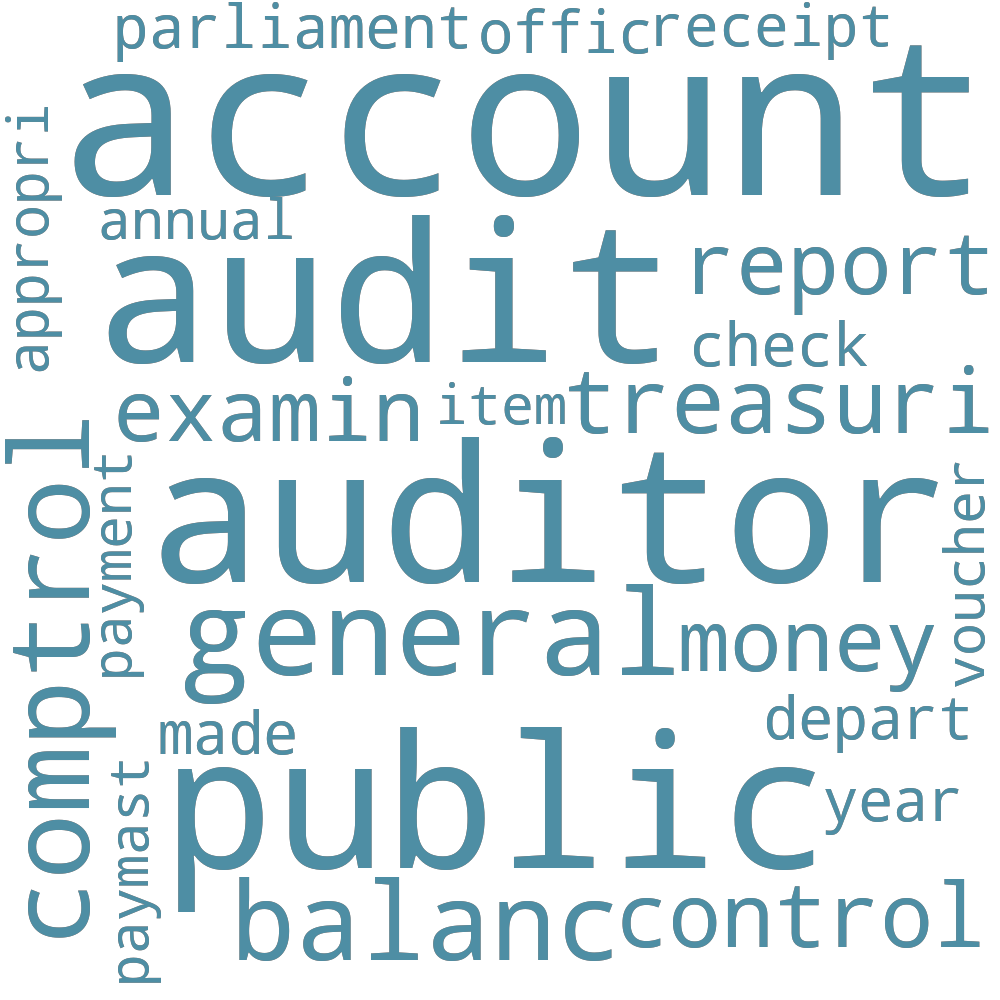 parliament offic receipt
account
appropri
annual
audit
report
check
examin item treasuri
comptrol
payment
auditor
voucher
general money
made
depart
public
year
paymast
balanc control